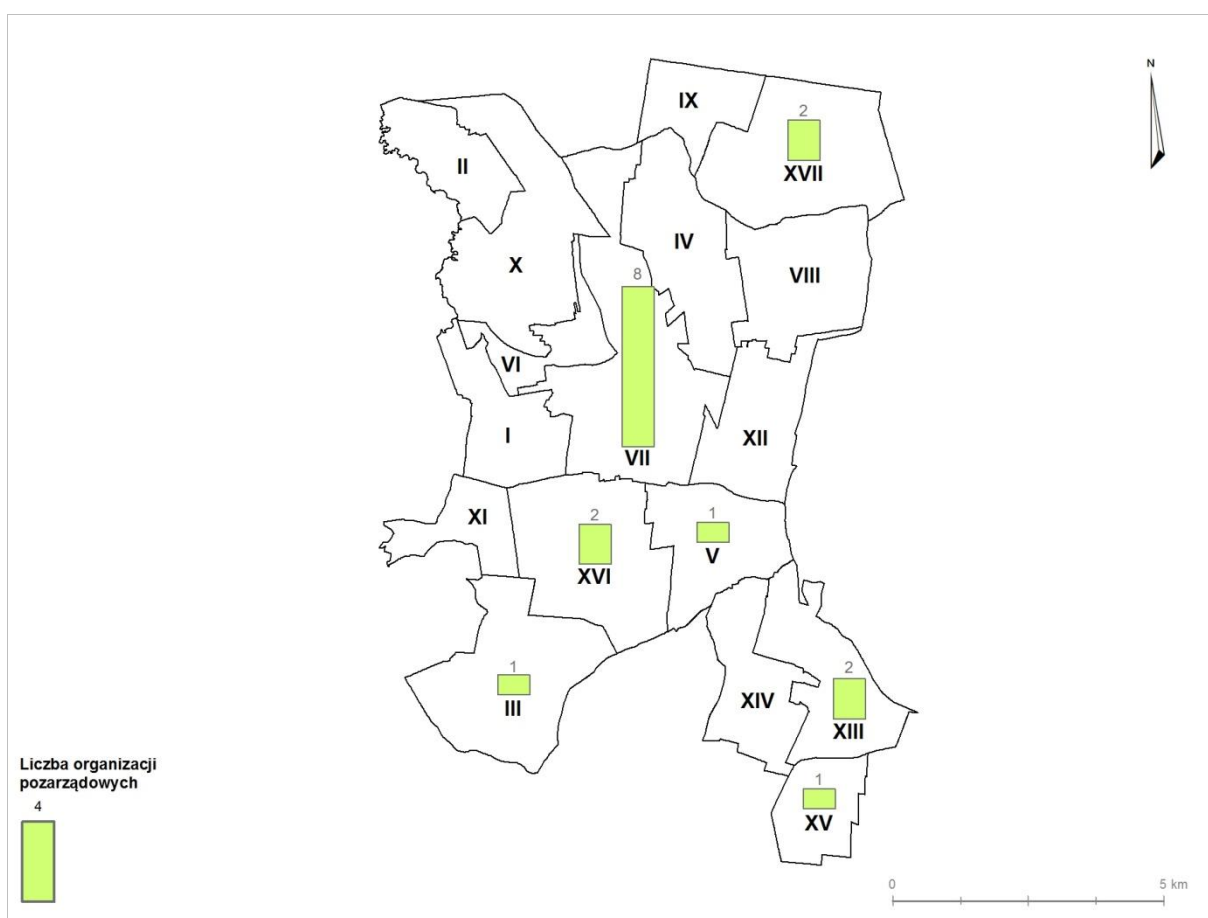 N
IX
2
XVII
II
IV
X
VIII
8
VI
I
XII
VII
XI
2
XVI
1
V
1
III
XIV
2
XIII
1
XV
Liczba organizacji
pozarządowych
4
0 5 km